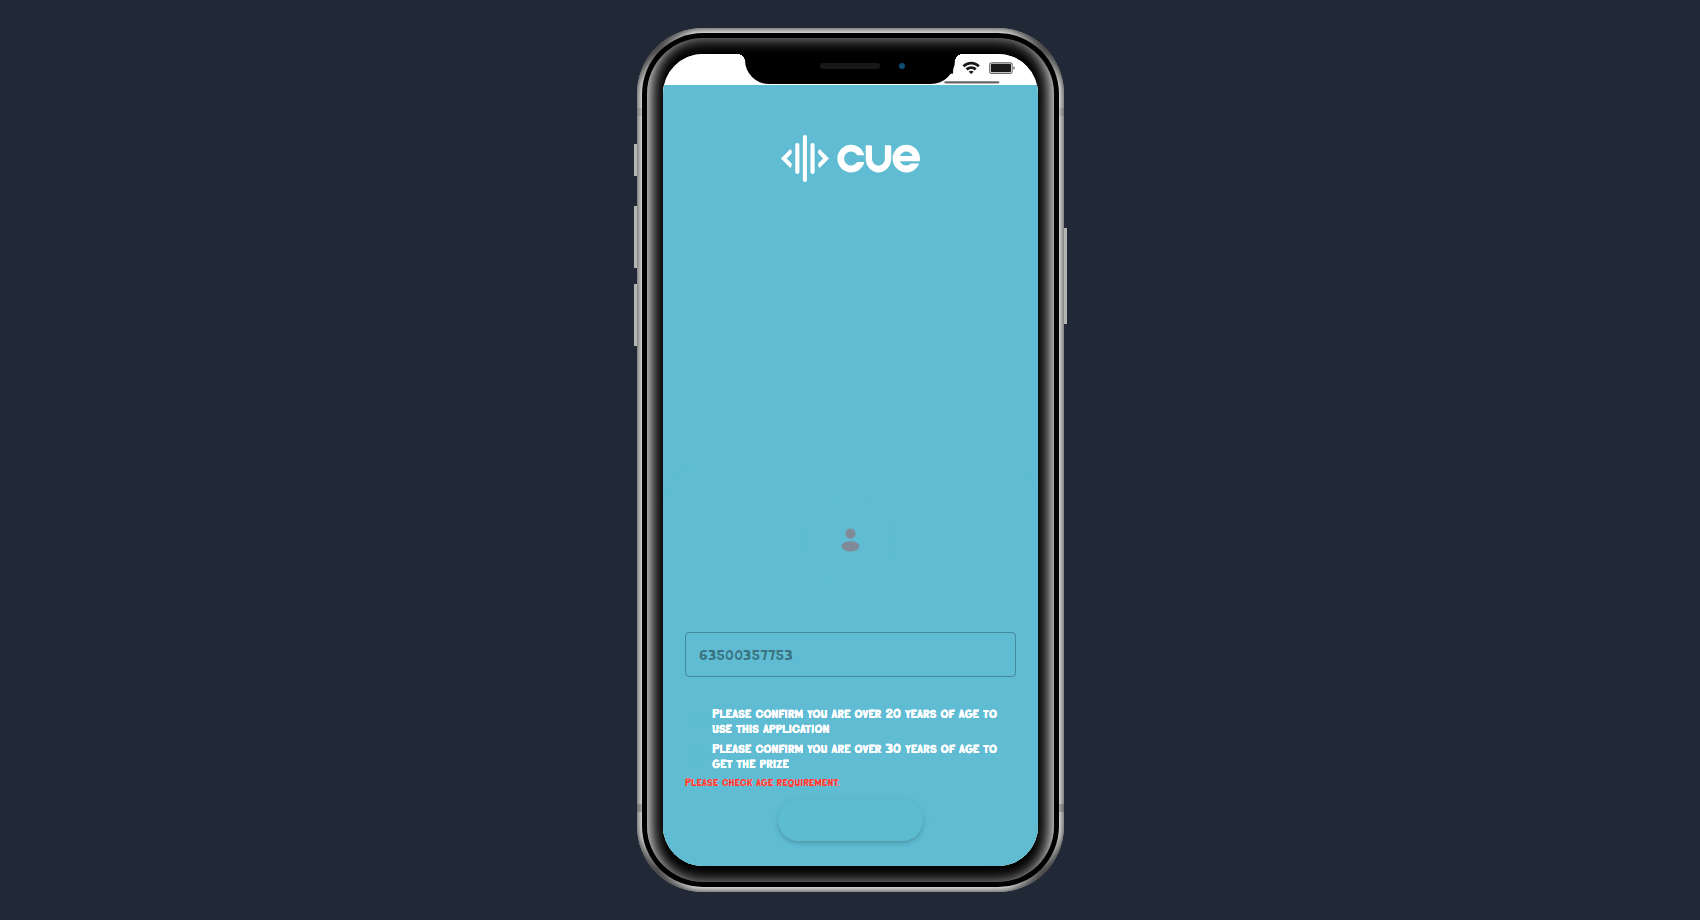 cue
63500357753
Please confirm you are over 20 years of age to
use this application
Please confirm you are over 30 years of age to
get the prize
Please check age requirement